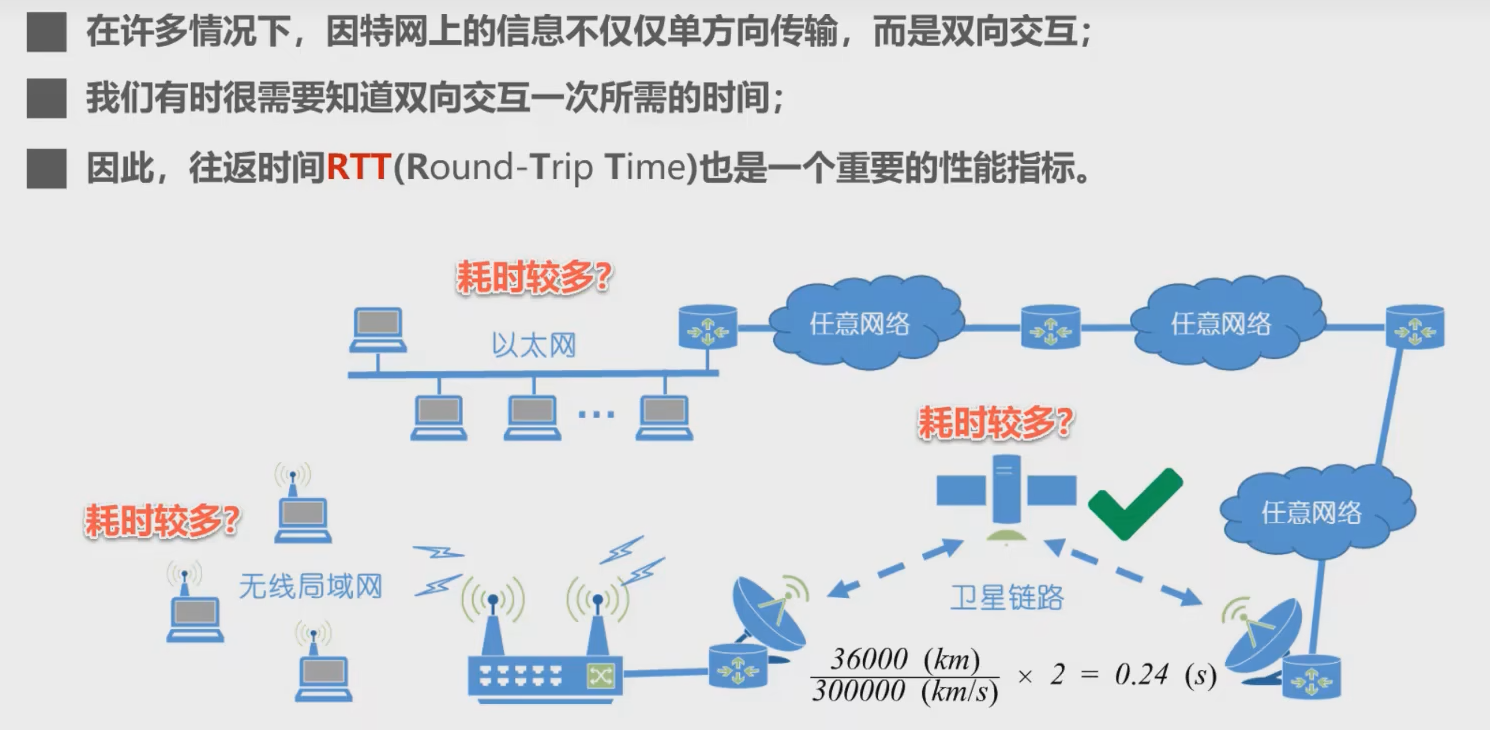 在许多情况下，因特网上的信息不仅仅单方向传输，而是双向交互；
我们有时很需要知道双向交互一次所需的时间；
因此，往返时间RTT(Round-Trip Time)也是一个重要的性能指标。
耗时较多？
以太网
任意网络
任意网络
...
耗时较多？
耗时较多？
任意网络
无线局域网
卫星链路
36000 (km)
300000 (km/s)
× 2 = 0.24 (s)